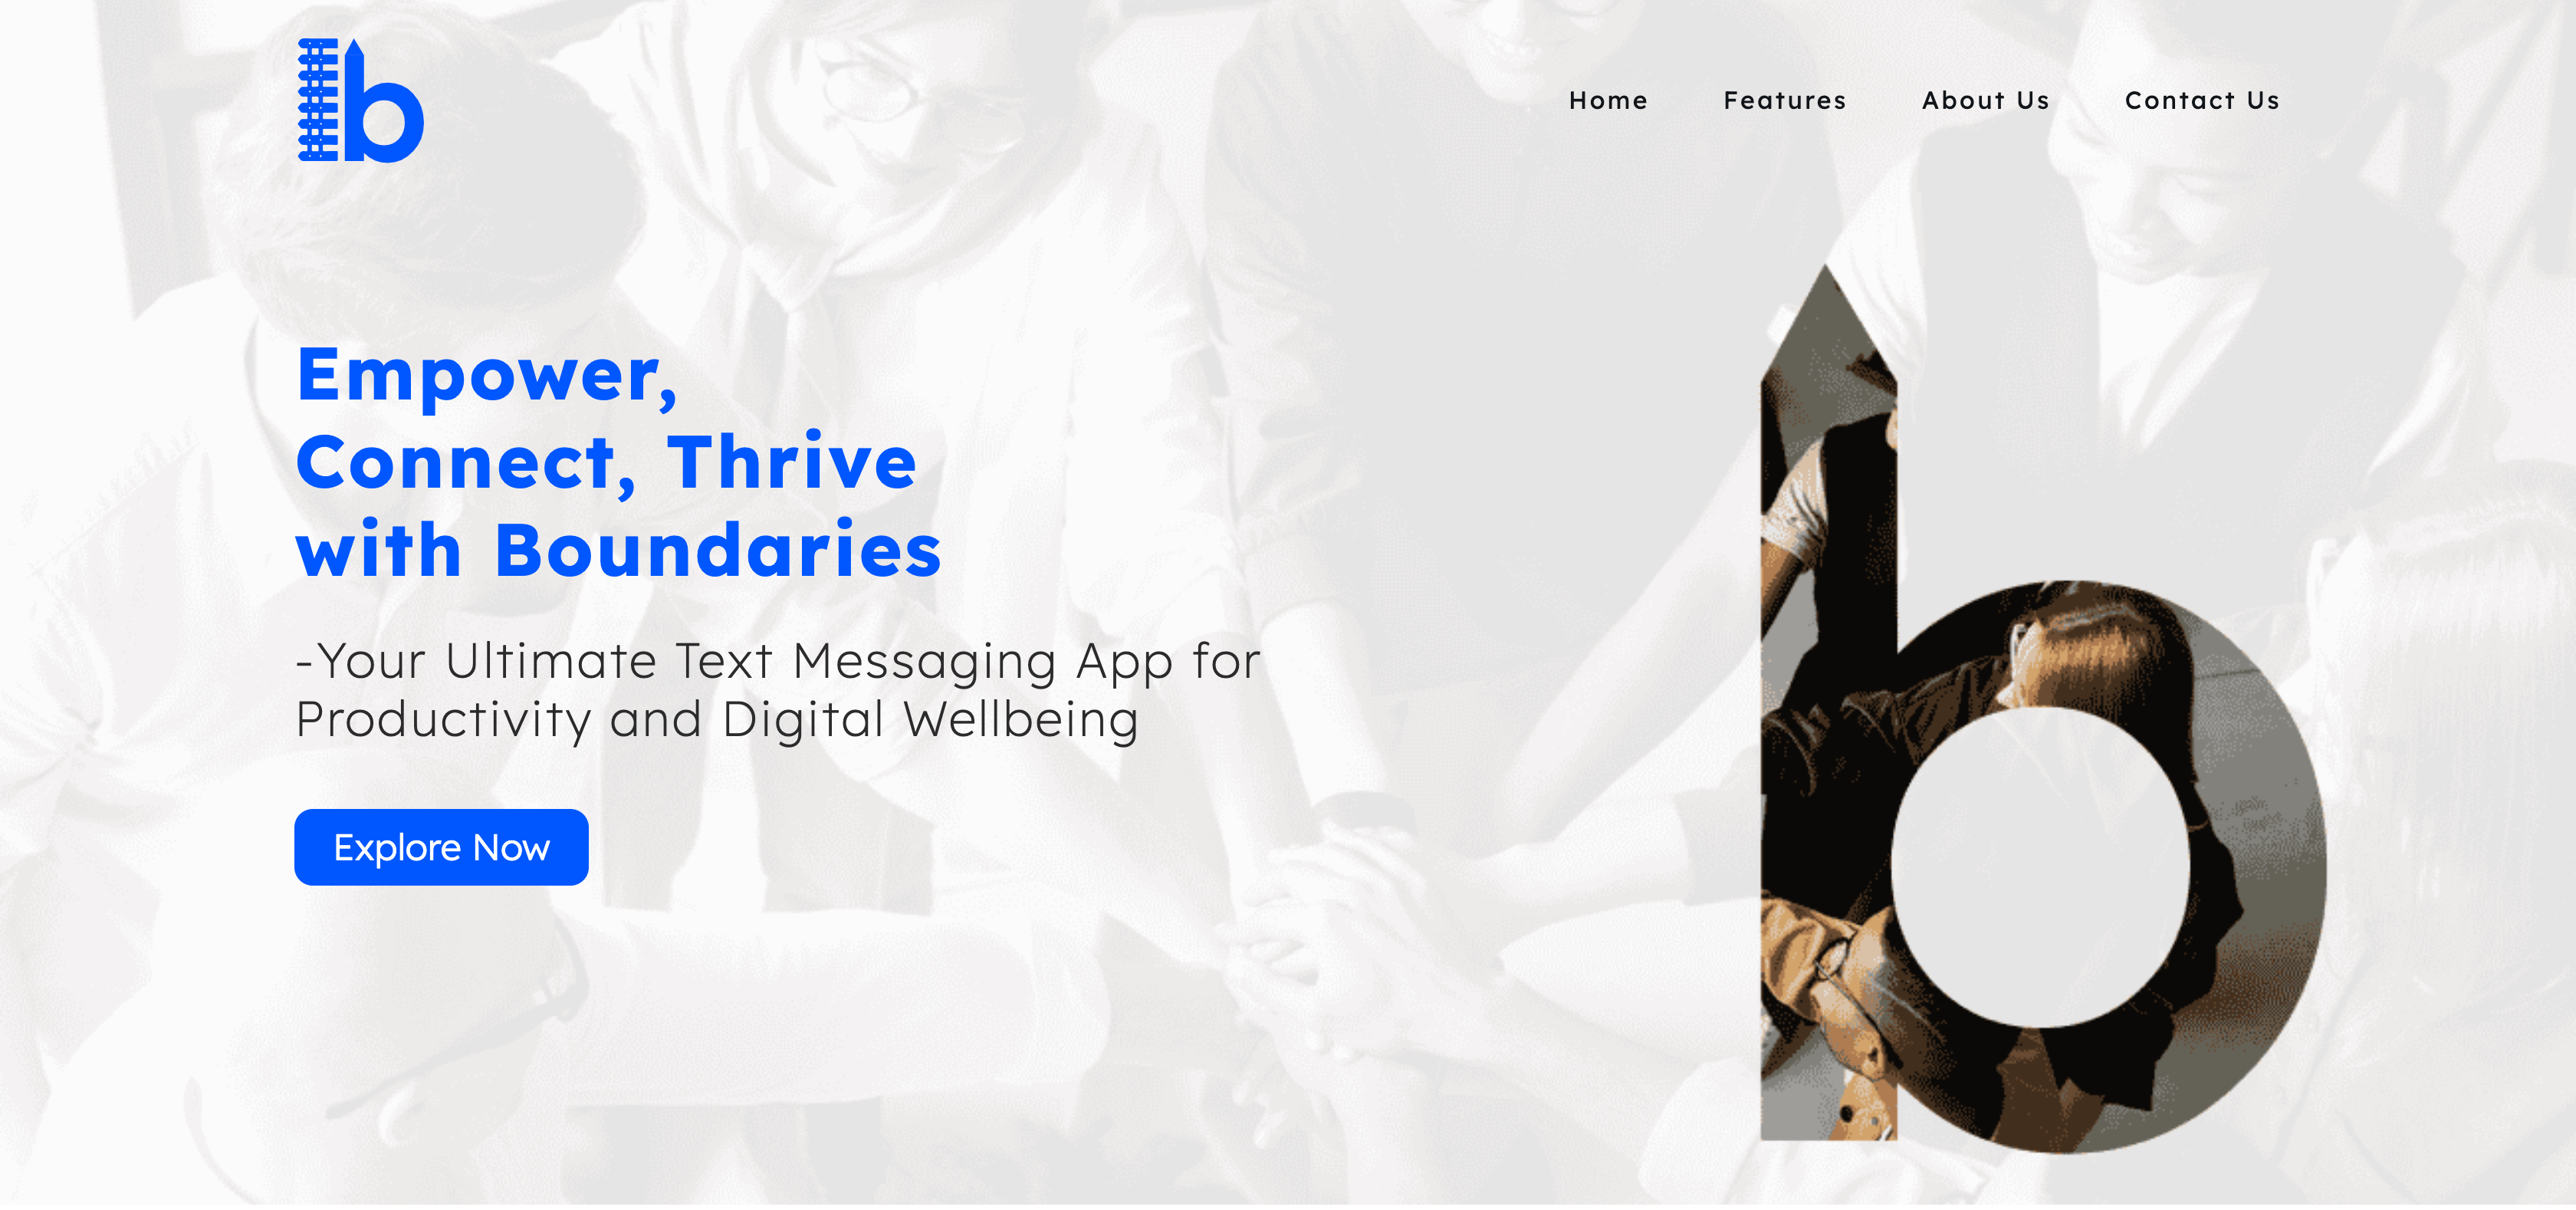 b
Home Features About Us Contact Us
Empower,
Connect, Thrive
with Boundaries
-Your Ultimate Text Messaging App for
Productivity and Digital Wellbeing
Explore Now
b